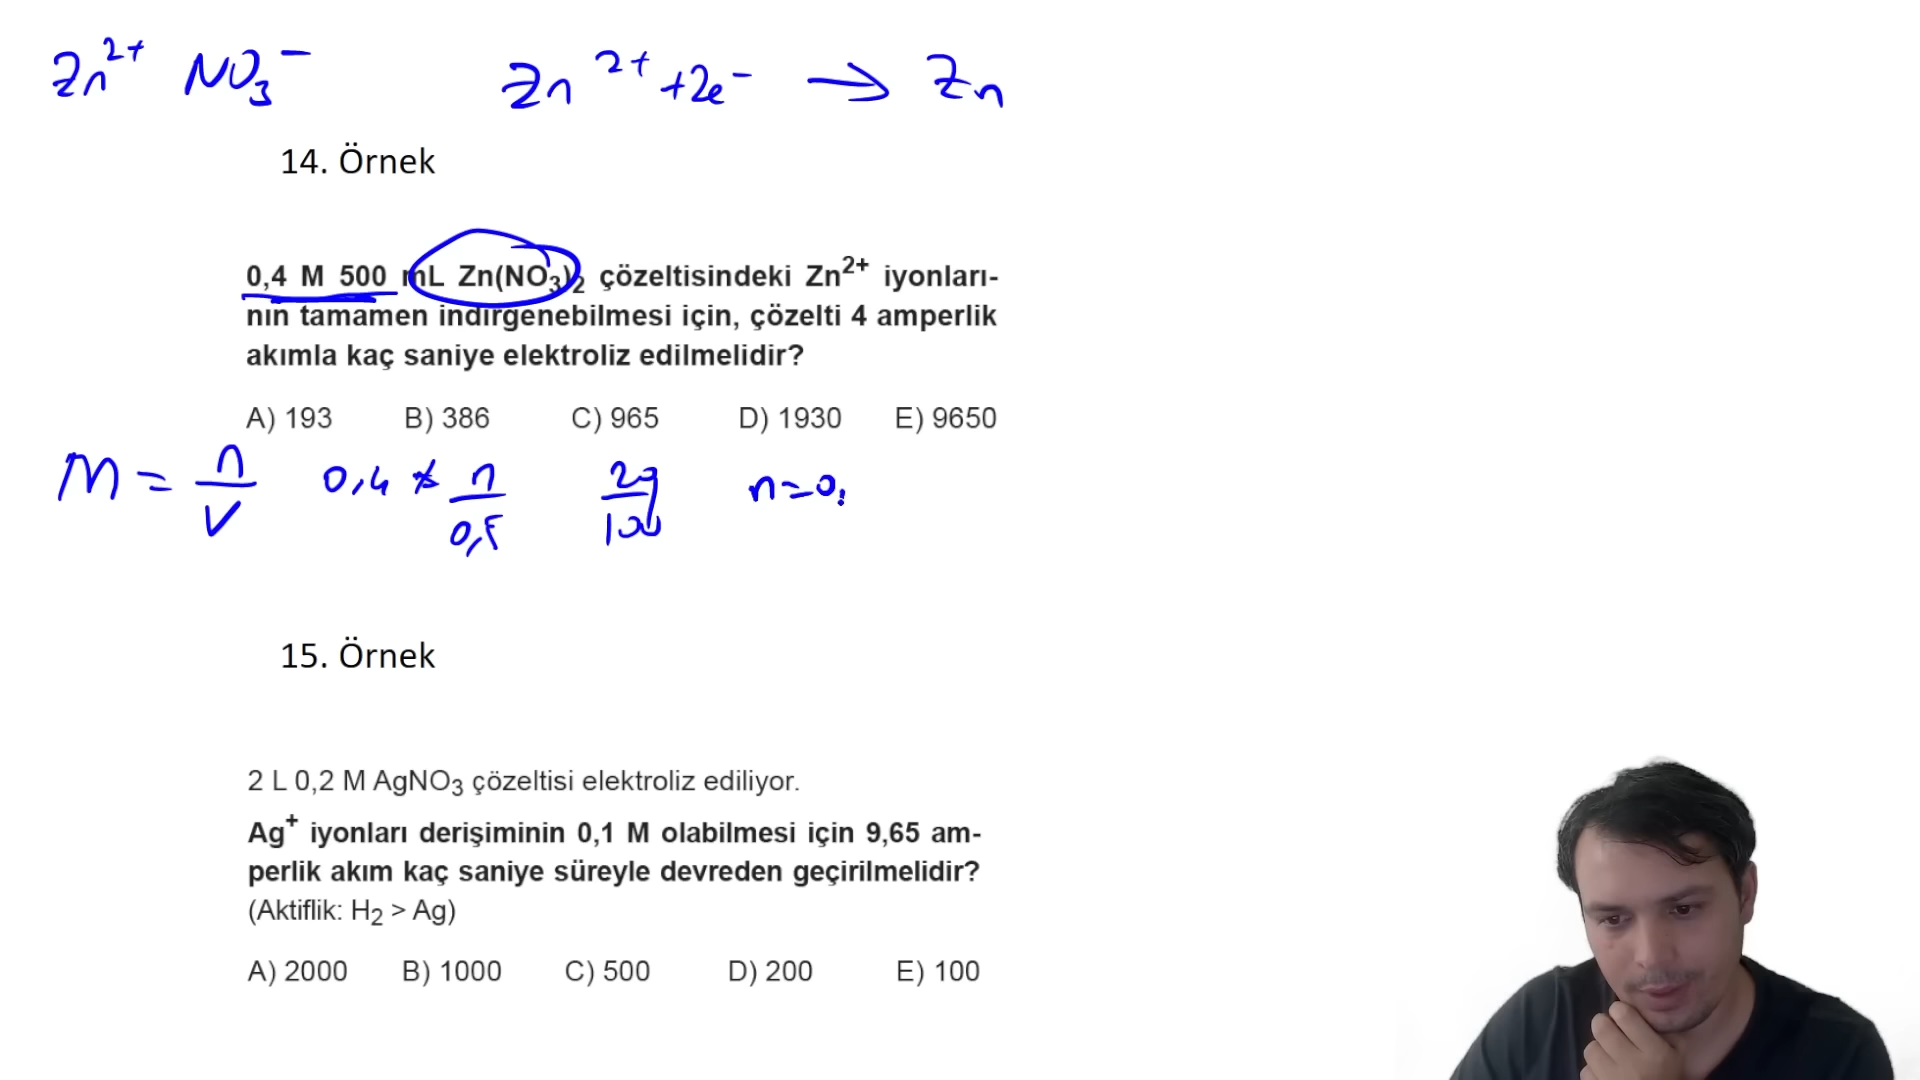 Zn²⁺ NO₃⁻ Zn²⁺ +2e⁻ → Zn
14. Örnek
0,4 M 500 mL Zn(NO₃)₂ çözeltisindeki Zn²⁺ iyonları-
nın tamamen indirgenebilmesi için, çözelti 4 amperlik
akımla kaç saniye elektroliz edilmelidir?
A) 193 B) 386 C) 965 D) 1930 E) 9650
M = n/V 0,4 n/0,5 n=0,
15. Örnek
2 L 0,2 M AgNO₃ çözeltisi elektroliz ediliyor.
Ag⁺ iyonları derişiminin 0,1 M olabilmesi için 9,65 am-
perlik akım kaç saniye süreyle devreden geçirilmelidir?
(Aktiflik: H₂ > Ag)
A) 2000 B) 1000 C) 500 D) 200 E) 100